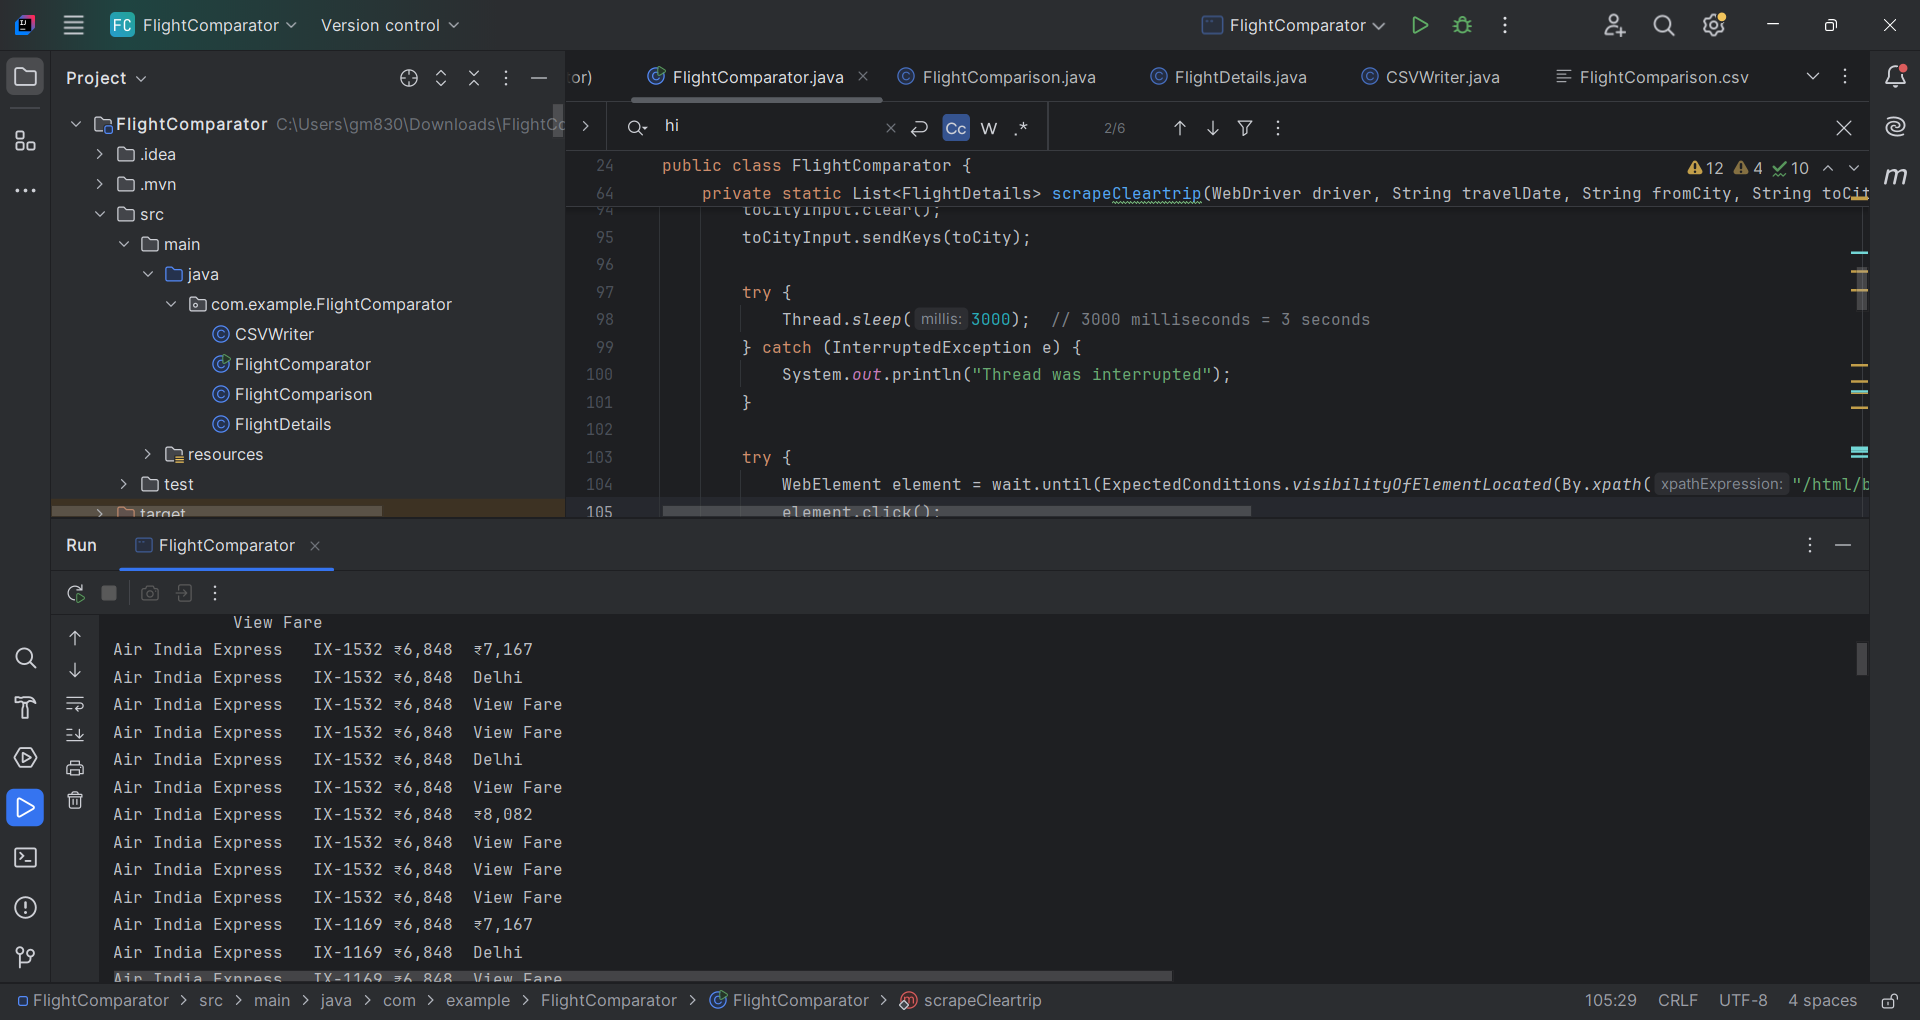 FC FlightComparator Version control FlightComparator
Project
FlightComparator C:\Users\gm830\Downloads\FlightCo
.idea
.mvn
src
main
java
com.example.FlightComparator
CSVWriter
FlightComparator
FlightComparison
FlightDetails
resources
test
target
or) FlightComparator.java FlightComparison.java FlightDetails.java CSVWriter.java FlightComparison.csv
hi Cc W .* 2/6
24 public class FlightComparator { 12 4 10
64 private static List<FlightDetails> scrapeCleartrip(WebDriver driver, String travelDate, String fromCity, String toCit
94 toCityInput.clear();
95 toCityInput.sendKeys(toCity);
96
97 try {
98 Thread.sleep( millis: 3000); // 3000 milliseconds = 3 seconds
99 } catch (InterruptedException e) {
100 System.out.println("Thread was interrupted");
101 }
102
103 try {
104 WebElement element = wait.until(ExpectedConditions.visibilityOfElementLocated(By.xpath( xpathExpression: "/html/b
105 element.click();
Run FlightComparator
View Fare
Air India Express IX-1532 ₹6,848 ₹7,167
Air India Express IX-1532 ₹6,848 Delhi
Air India Express IX-1532 ₹6,848 View Fare
Air India Express IX-1532 ₹6,848 View Fare
Air India Express IX-1532 ₹6,848 Delhi
Air India Express IX-1532 ₹6,848 View Fare
Air India Express IX-1532 ₹6,848 ₹8,082
Air India Express IX-1532 ₹6,848 View Fare
Air India Express IX-1532 ₹6,848 View Fare
Air India Express IX-1532 ₹6,848 View Fare
Air India Express IX-1169 ₹6,848 ₹7,167
Air India Express IX-1169 ₹6,848 Delhi
Air India Express IX-1169 ₹6,848 View Fare
FlightComparator > src > main > java > com > example > FlightComparator > FlightComparator > scrapeCleartrip 105:29 CRLF UTF-8 4 spaces